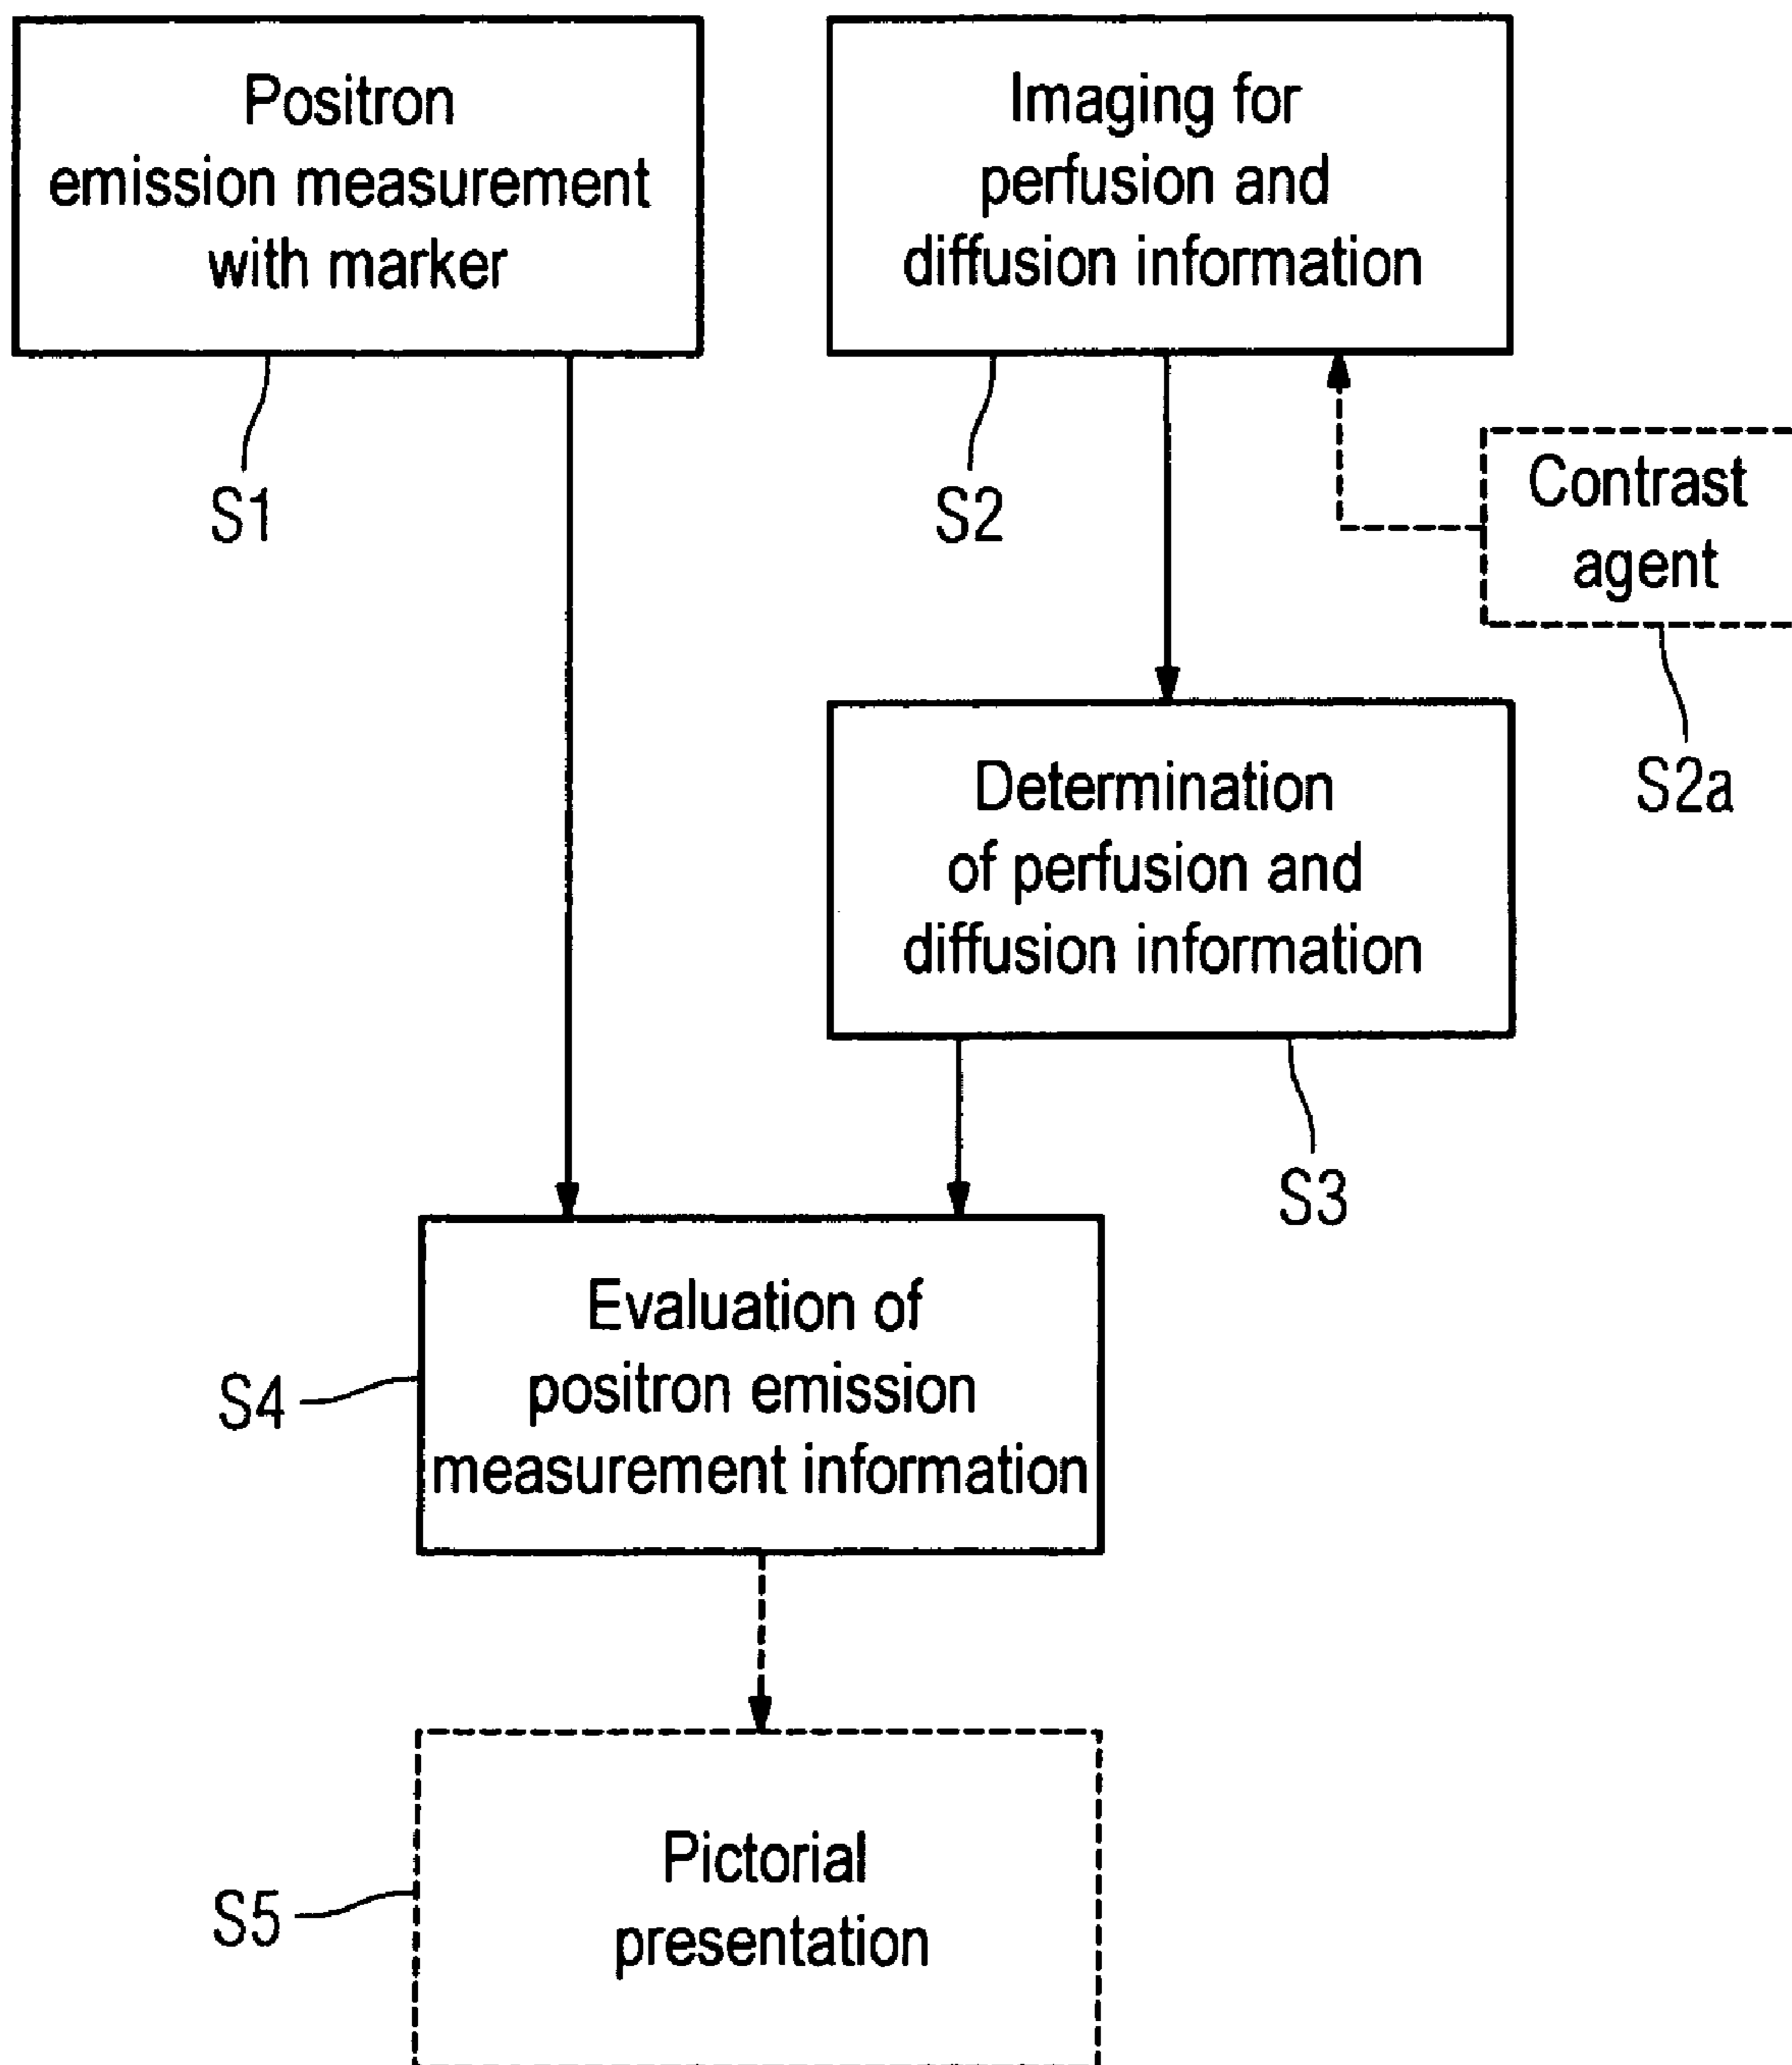 Positron
emission measurement
with marker
Imaging for
perfusion and
diffusion information
S1
S2
Contrast
agent
S2a
Determination
of perfusion and
diffusion information
S3
Evaluation of
positron emission
measurement information
S4
Pictorial
presentation
S5